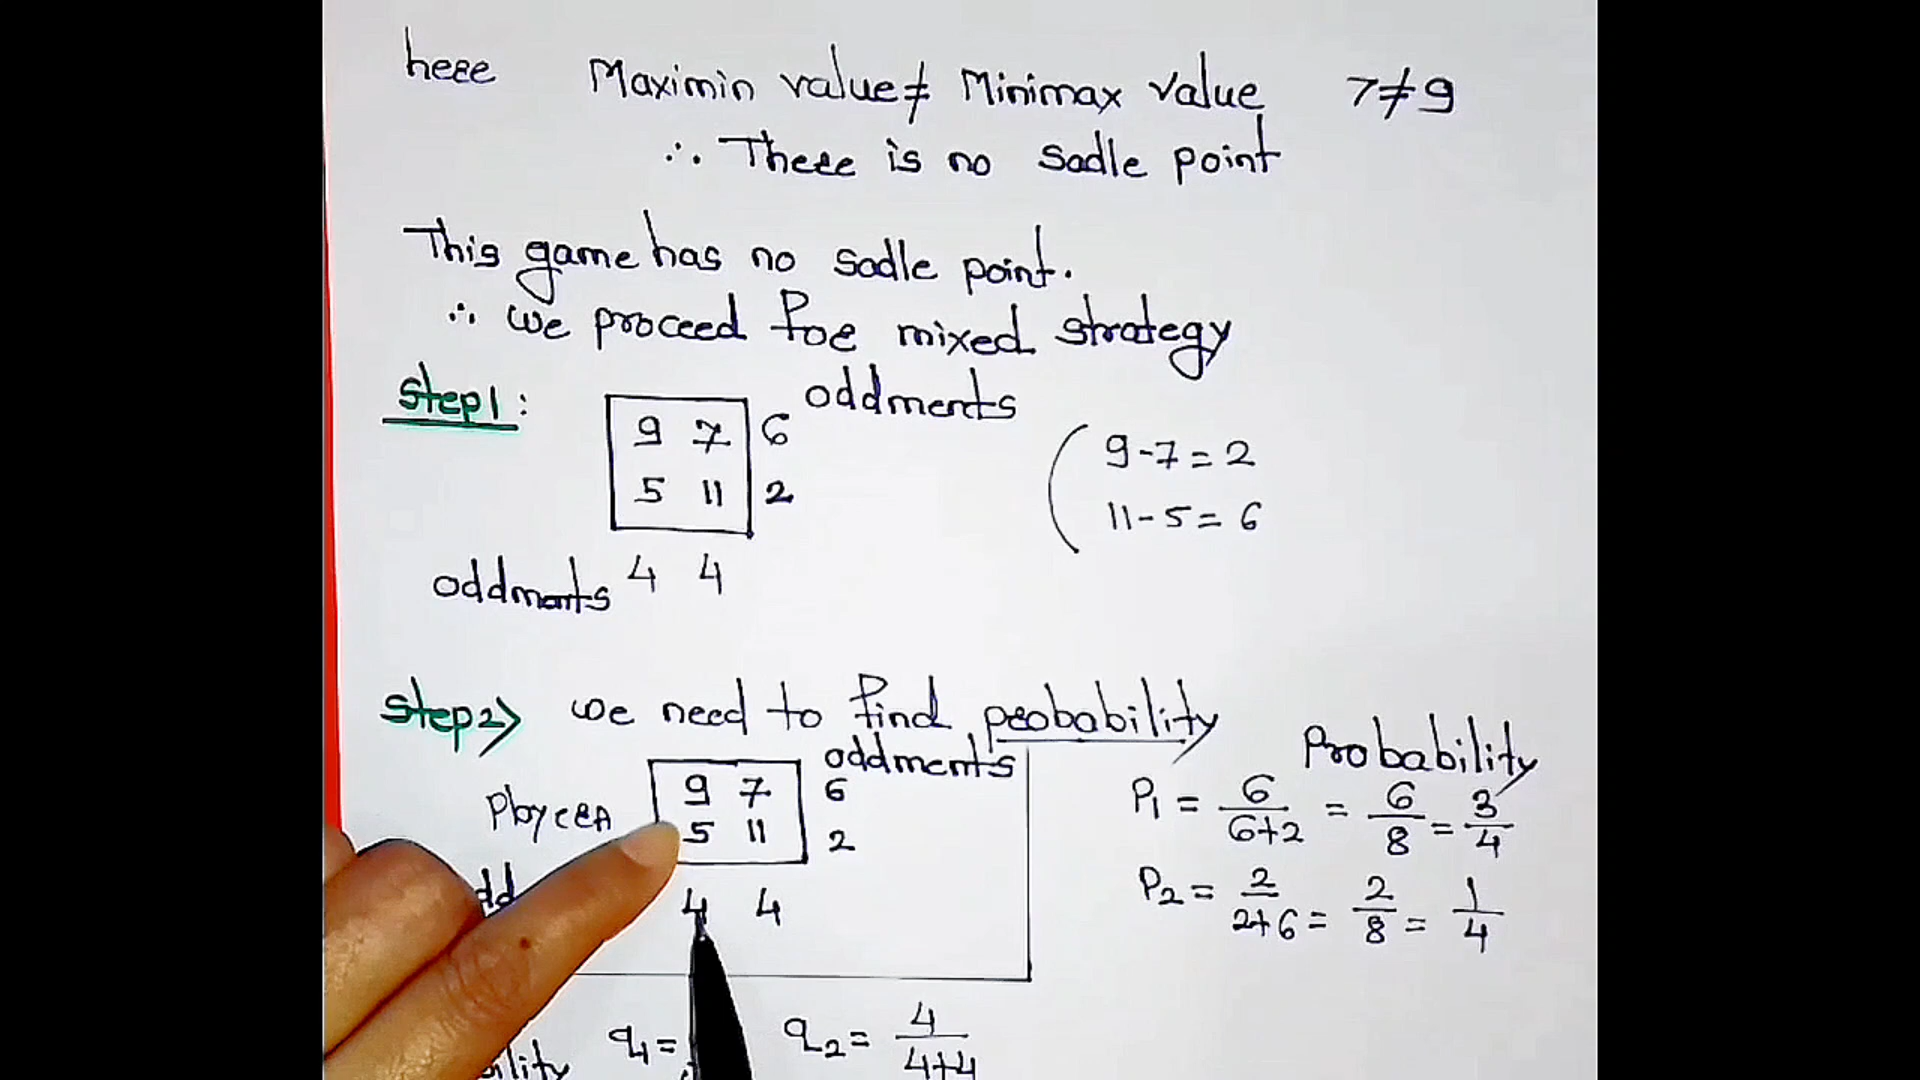 here Maximin value ≠ Minimax value 7≠9
∴ There is no sadle point
This game has no sadle point.
∴ we proceed for mixed strategy
Step1: oddments
9 7 6
5 11 2
9-7=2
11-5=6
oddments 4 4
Step2> we need to find probability
oddments Probability
Player A 9 7 6 P1 = 6/(6+2) = 6/8 = 3/4
5 11 2
4 4 P2 = 2/(2+6) = 2/8 = 1/4
q1= q2= 4/(4+4)